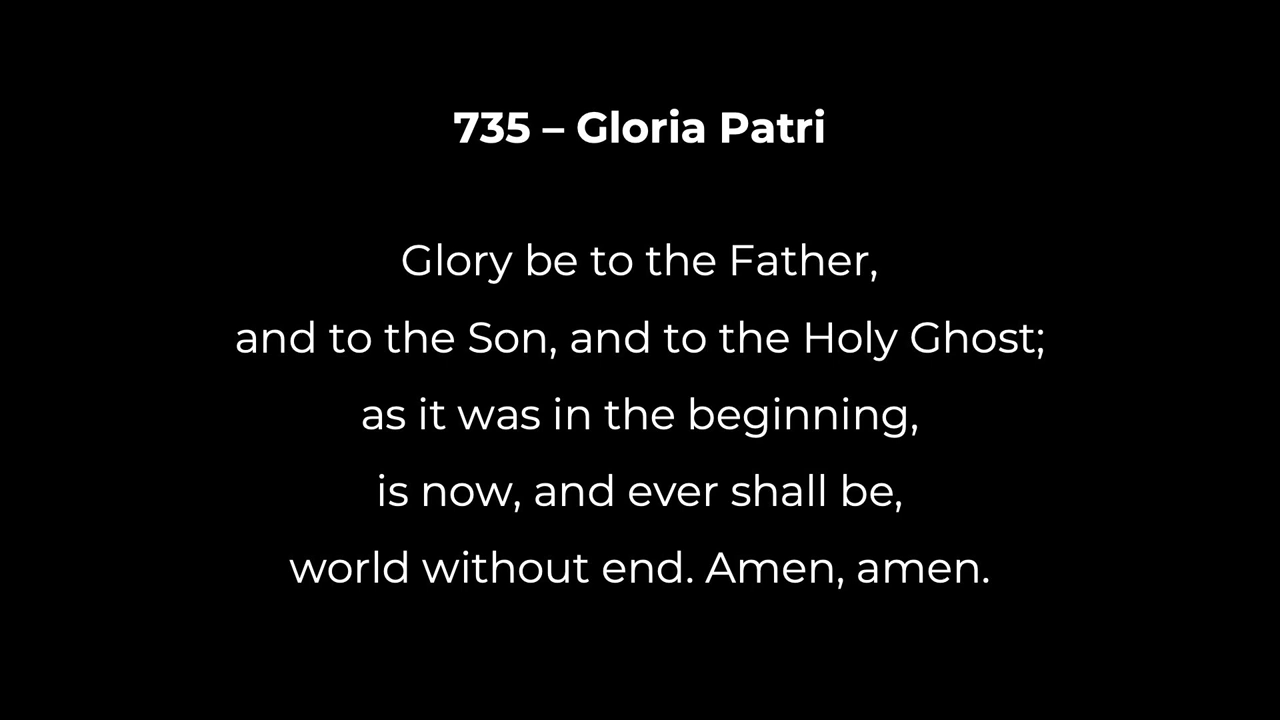 735 – Gloria Patri
Glory be to the Father,
and to the Son, and to the Holy Ghost;
as it was in the beginning,
is now, and ever shall be,
world without end. Amen, amen.